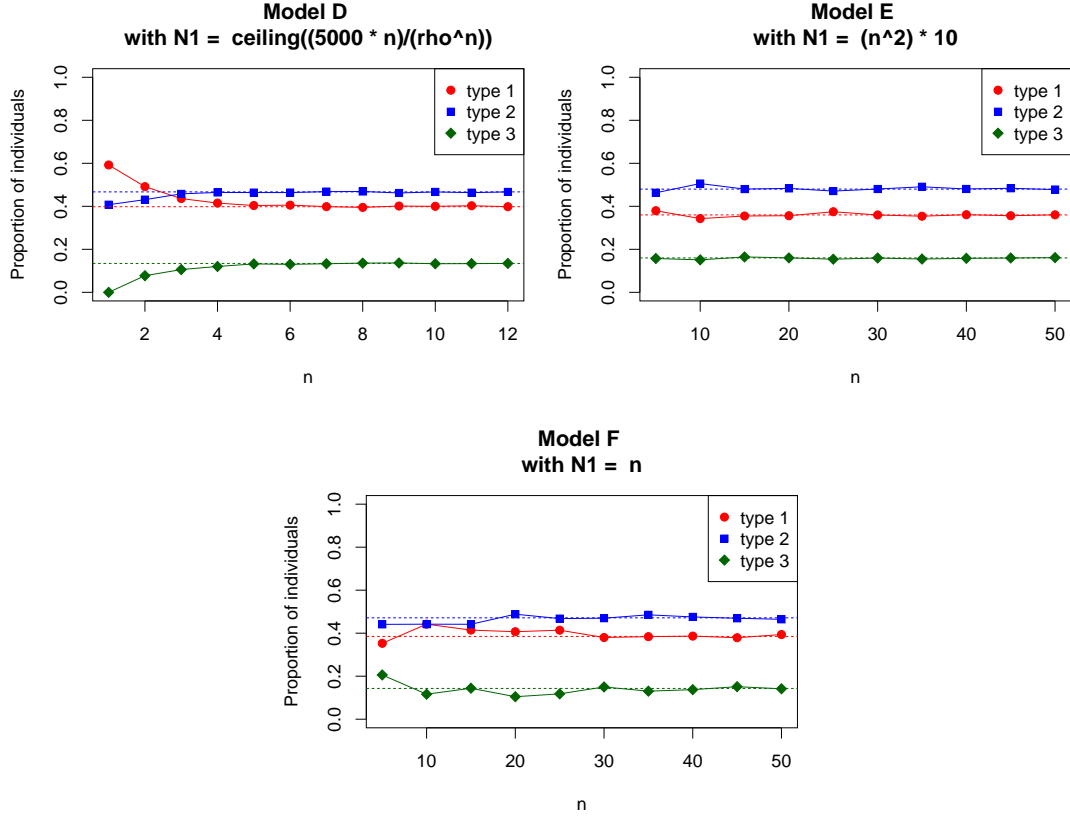 Model D
with N1 =  ceiling((5000 * n)/(rho^n))
Proportion of individuals
1.0
0.8
0.6
0.4
0.2
0.0
type 1
type 2
type 3
2 4 6 8 10 12
n
Model E
with N1 =  (n^2) * 10
Proportion of individuals
1.0
0.8
0.6
0.4
0.2
0.0
type 1
type 2
type 3
10 20 30 40 50
n
Model F
with N1 =  n
Proportion of individuals
1.0
0.8
0.6
0.4
0.2
0.0
type 1
type 2
type 3
10 20 30 40 50
n